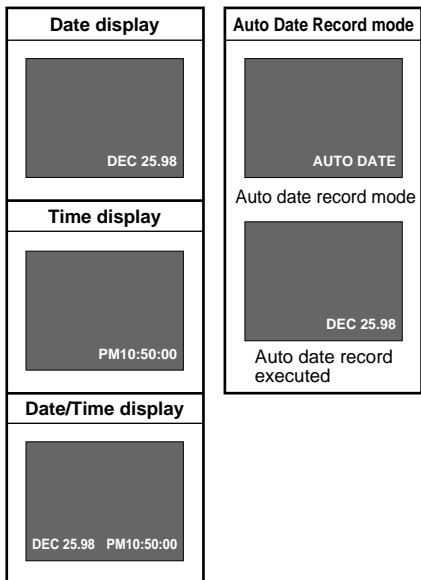 Date display
DEC 25.98
Time display
PM10:50:00
Date/Time display
DEC 25.98 PM10:50:00
Auto Date Record mode
AUTO DATE
Auto date record mode
DEC 25.98
Auto date record
executed